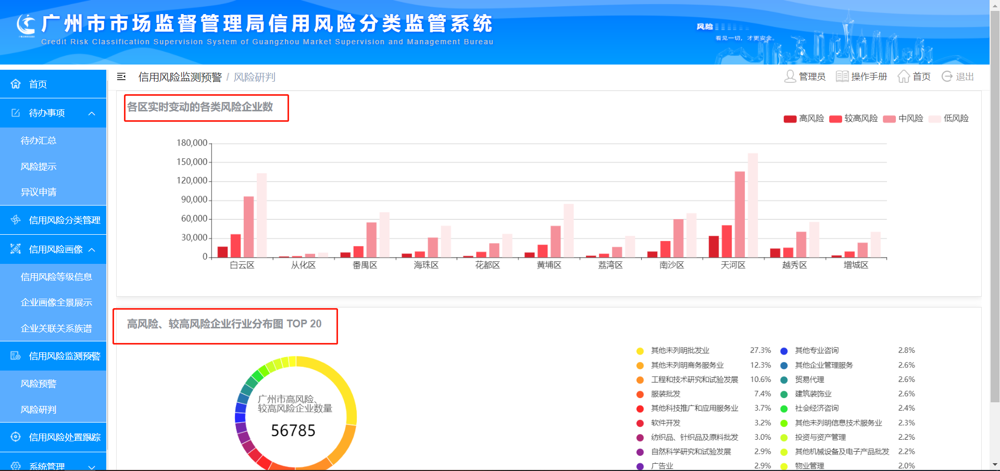 广州市市场监督管理局信用风险分类监管系统
Credit Risk Classification Supervision System of Guangzhou Market Supervision and Management Bureau
风险
看见一切，才更安全。
首页
待办事项
待办汇总
风险提示
异议申请
信用风险分类管理
信用风险画像
信用风险等级信息
企业画像全景展示
企业关联关系族谱
信用风险监测预警
风险预警
风险研判
信用风险处置跟踪
系统管理
信用风险监测预警 / 风险研判
管理员
操作手册
首页
退出
各区实时变动的各类风险企业数
高风险 较高风险 中风险 低风险
180,000
150,000
120,000
90,000
60,000
30,000
0
白云区 从化区 番禺区 海珠区 花都区 黄埔区 荔湾区 南沙区 天河区 越秀区 增城区
高风险、较高风险企业行业分布图 TOP 20
广州市高风险、
较高风险企业数量
56785
其他未列明批发业 27.3%
其他未列明商务服务业 12.3%
工程和技术研究和试验发展 10.6%
服装批发 7.4%
其他科技推广和应用服务业 3.7%
软件开发 3.2%
纺织品、针织品及原料批发 3.0%
自然科学研究和试验发展 2.9%
广告业 2.9%
其他专业咨询 2.8%
其他企业管理服务 2.6%
贸易代理 2.6%
建筑装饰业 2.6%
社会经济咨询 2.4%
其他未列明信息技术服务业 2.3%
投资与资产管理 2.2%
其他机械设备及电子产品批发 2.2%
物业管理 2.0%